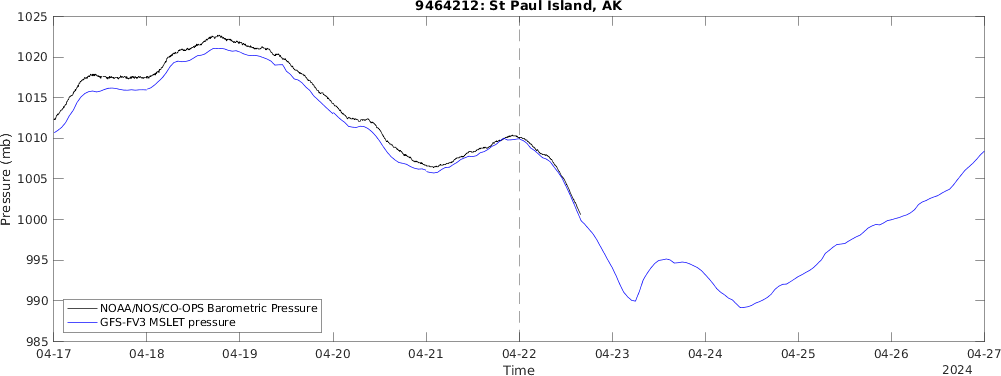 9464212: St Paul Island, AK
Pressure (mb)
1025
1020
1015
1010
1005
1000
995
990
985
NOAA/NOS/CO-OPS Barometric Pressure
GFS-FV3 MSLET pressure
04-17 04-18 04-19 04-20 04-21 04-22 04-23 04-24 04-25 04-26 04-27
Time
2024